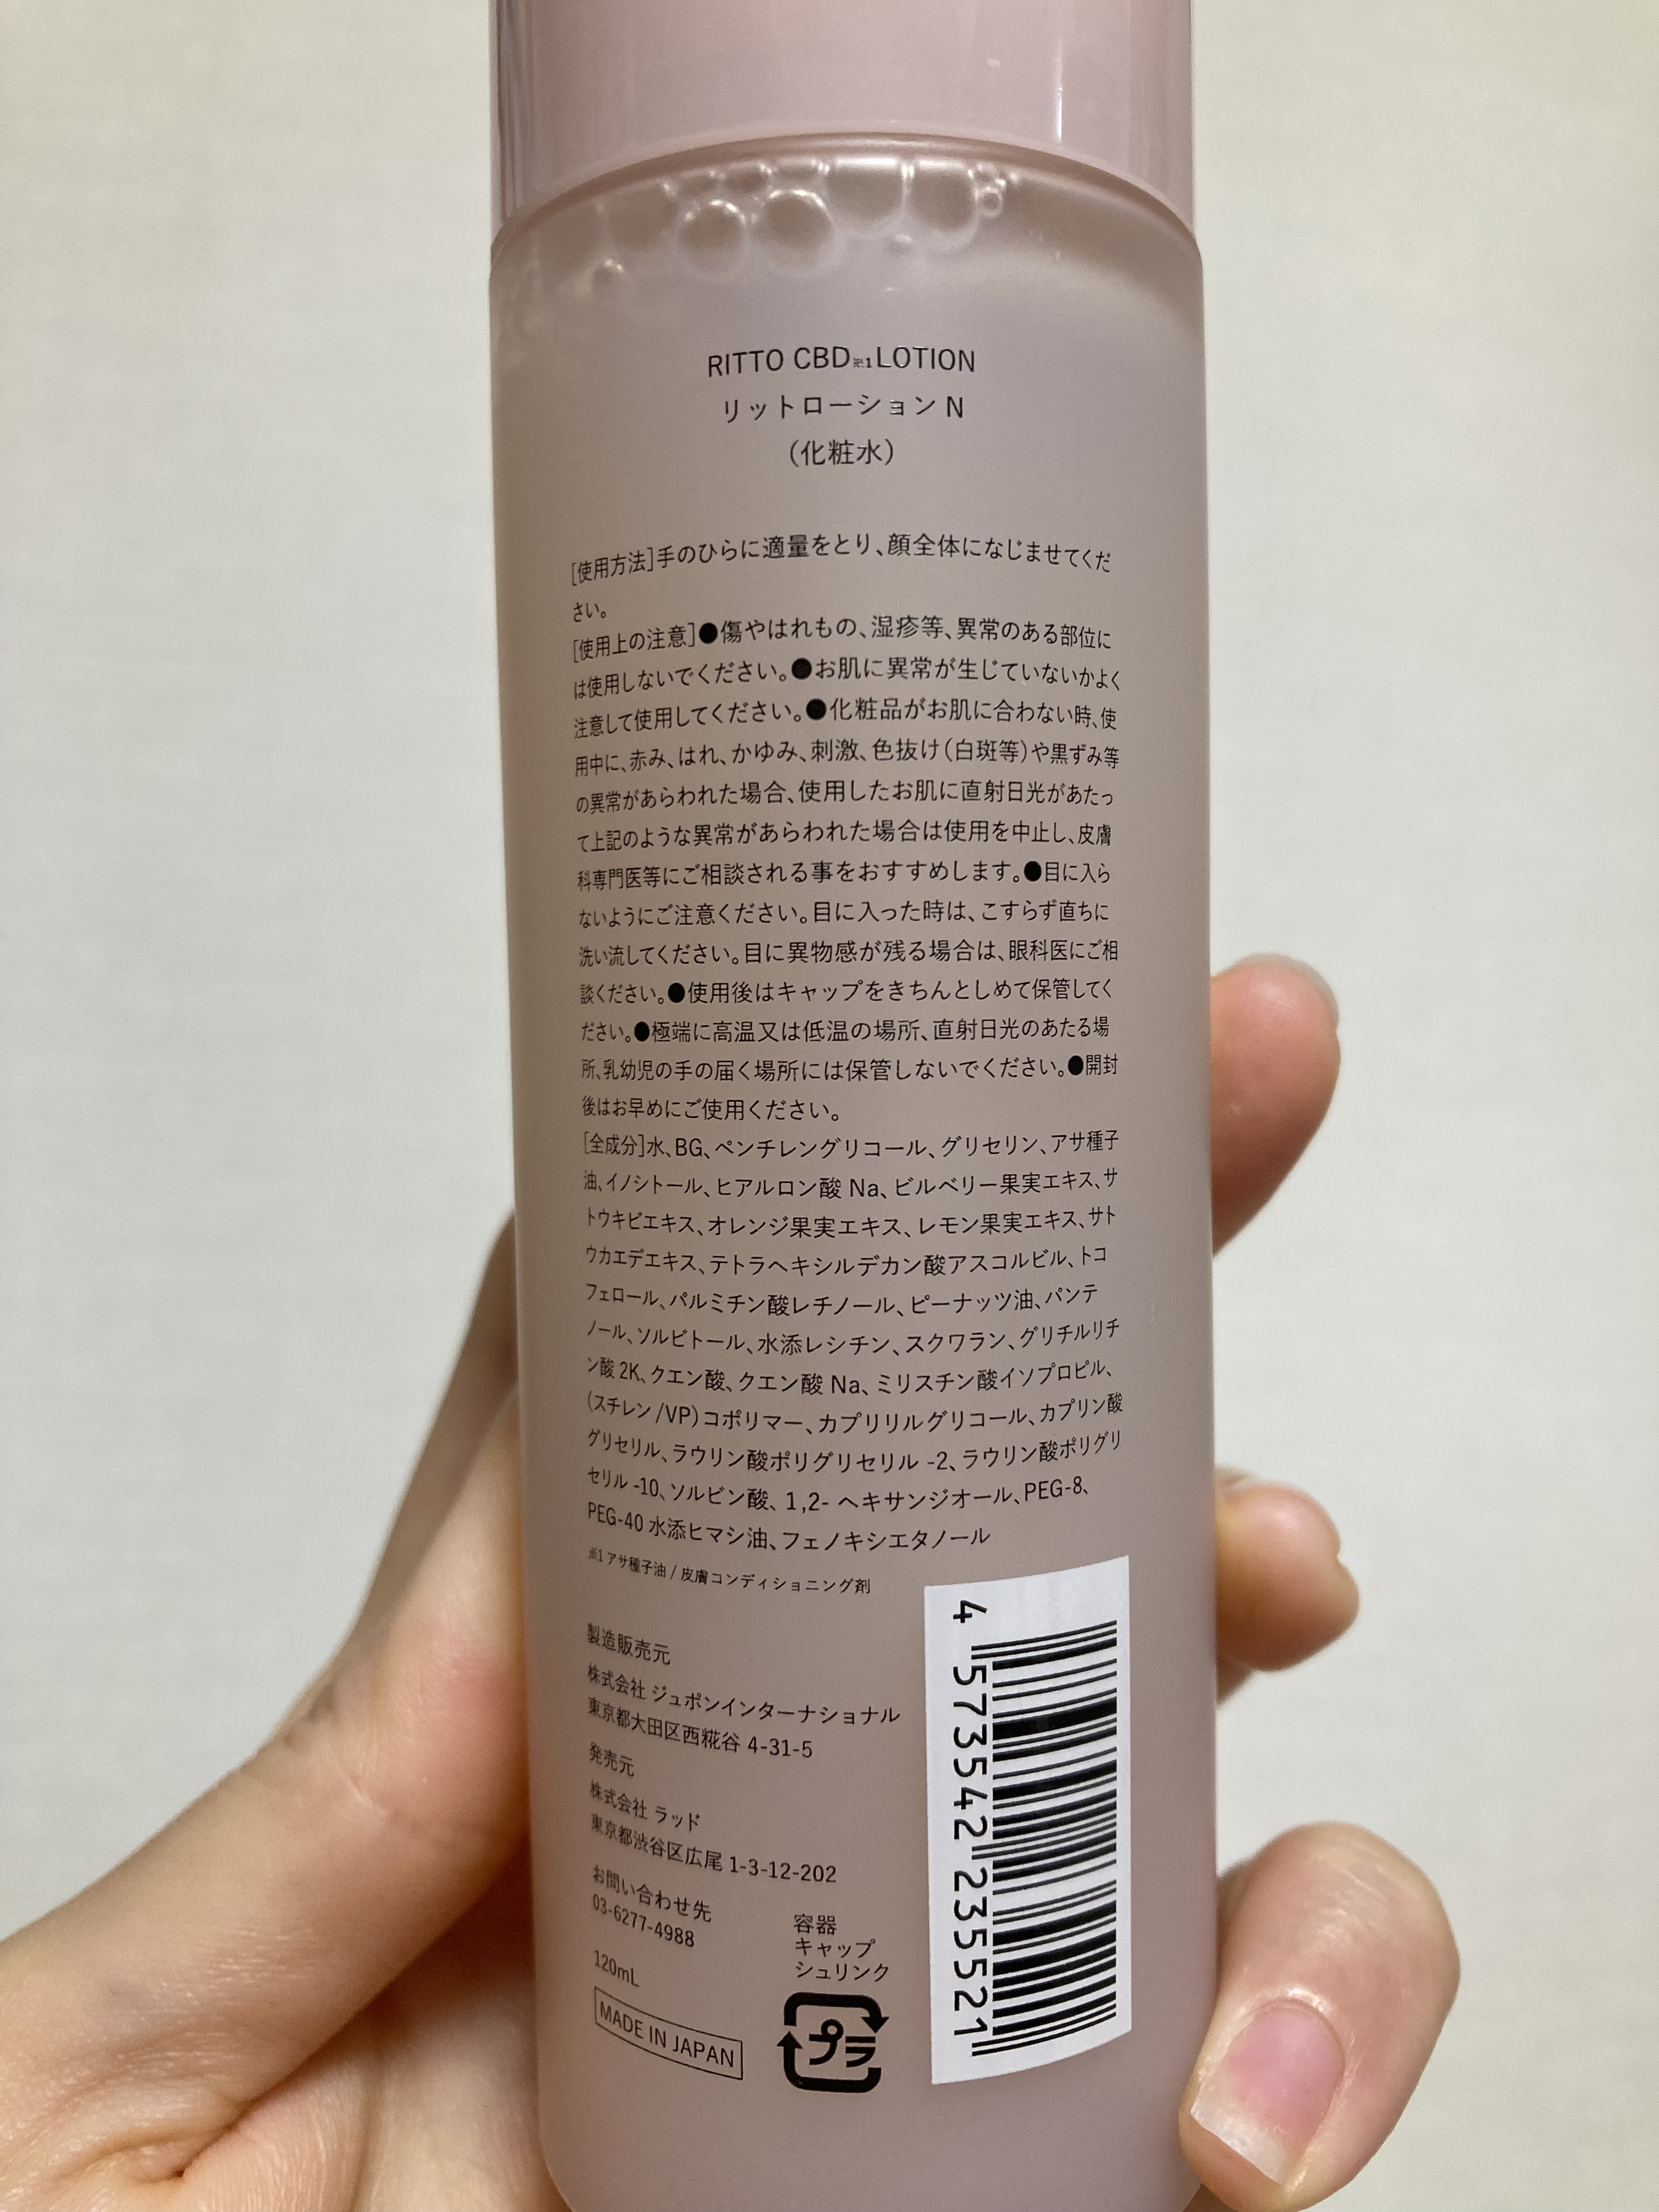 RITTO CBD※1LOTION
リットローション N
（化粧水）
[使用方法]手のひらに適量をとり、顔全体になじませてくだ
さい。
[使用上の注意]●傷やはれもの、湿疹等、異常のある部位に
は使用しないでください。●お肌に異常が生じていないかよく
注意して使用してください。●化粧品がお肌に合わない時、使
用中に、赤み、はれ、かゆみ、刺激、色抜け（白斑等）や黒ずみ等
の異常があらわれた場合、使用したお肌に直射日光があたっ
て上記のような異常があらわれた場合は使用を中止し、皮膚
科専門医等にご相談される事をおすすめします。●目に入ら
ないようにご注意ください。目に入った時は、こすらず直ちに
洗い流してください。目に異物感が残る場合は、眼科医にご相
談ください。●使用後はキャップをきちんとしめて保管してく
ださい。●極端に高温又は低温の場所、直射日光のあたる場
所、乳幼児の手の届く場所には保管しないでください。●開封
後はお早めにご使用ください。
[全成分]水、BG、ペンチレングリコール、グリセリン、アサ種子
油、イノシトール、ヒアルロン酸 Na、ビルベリー果実エキス、サ
トウキビエキス、オレンジ果実エキス、レモン果実エキス、サト
ウカエデエキス、テトラヘキシルデカン酸アスコルビル、トコ
フェロール、パルミチン酸レチノール、ピーナッツ油、パンテ
ノール、ソルビトール、水添レシチン、スクワラン、グリチルリチ
ン酸 2K、クエン酸、クエン酸 Na、ミリスチン酸イソプロピル、
（スチレン /VP）コポリマー、カプリリルグリコール、カプリン酸
グリセリル、ラウリン酸ポリグリセリル -2、ラウリン酸ポリグリ
セリル -10、ソルビン酸、1,2- ヘキサンジオール、PEG-8、
PEG-40 水添ヒマシ油、フェノキシエタノール
※1 アサ種子油 / 皮膚コンディショニング剤
製造販売元
株式会社 ジュポンインターナショナル
東京都大田区西糀谷 4-31-5
発売元
株式会社 ラッド
東京都渋谷区広尾 1-3-12-202
お問い合わせ先
03-6277-4988
120mL
MADE IN JAPAN
容器
キャップ
シュリンク
プラ
4 573542 235521